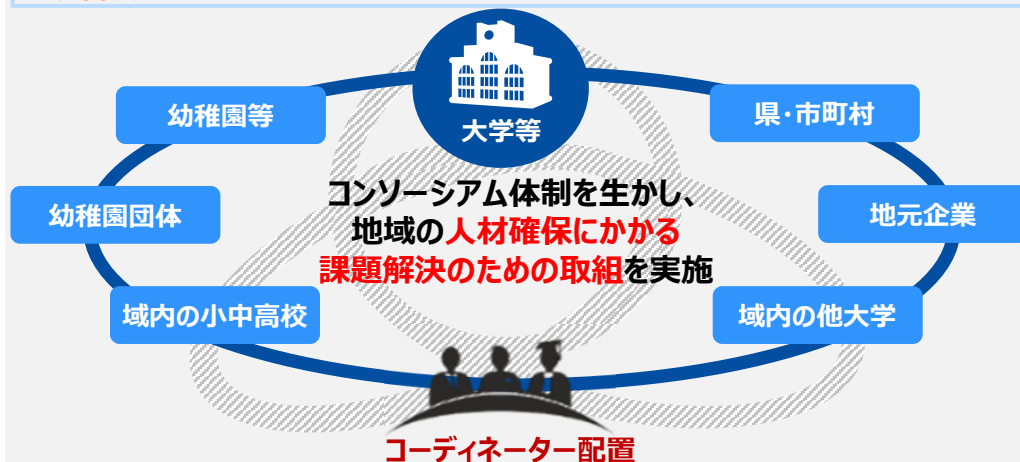 大学等
幼稚園等
県・市町村
幼稚園団体
地元企業
コンソーシアム体制を生かし、
地域の人材確保にかかる
課題解決のための取組を実施
域内の小中高校
域内の他大学
コーディネーター配置